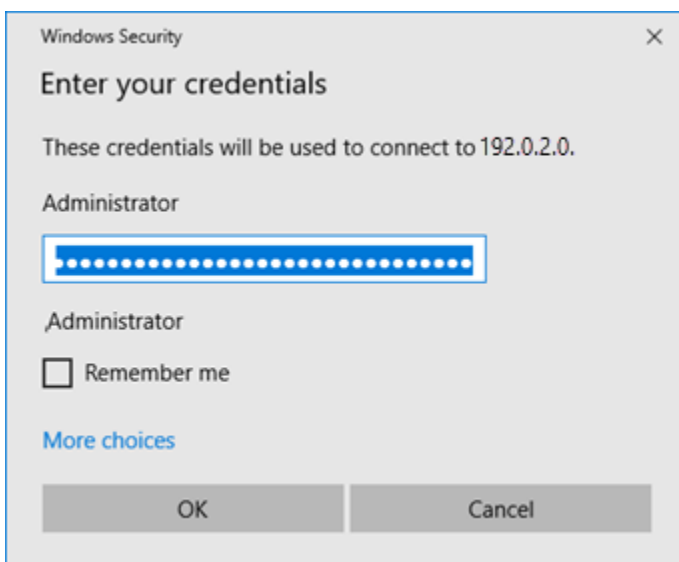 Windows Security
Enter your credentials
These credentials will be used to connect to 192.0.2.0.
Administrator
••••••••••••••••••••••••••••••••
,Administrator
Remember me
More choices
OK Cancel